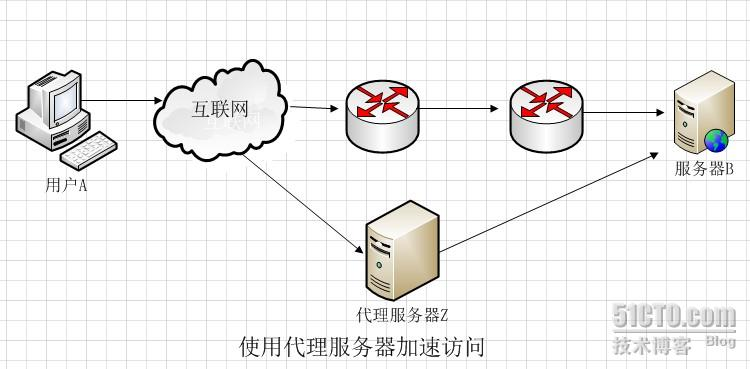 互联网
用户A
服务器B
代理服务器Z
使用代理服务器加速访问
51CTO.com
技术博客 Blog